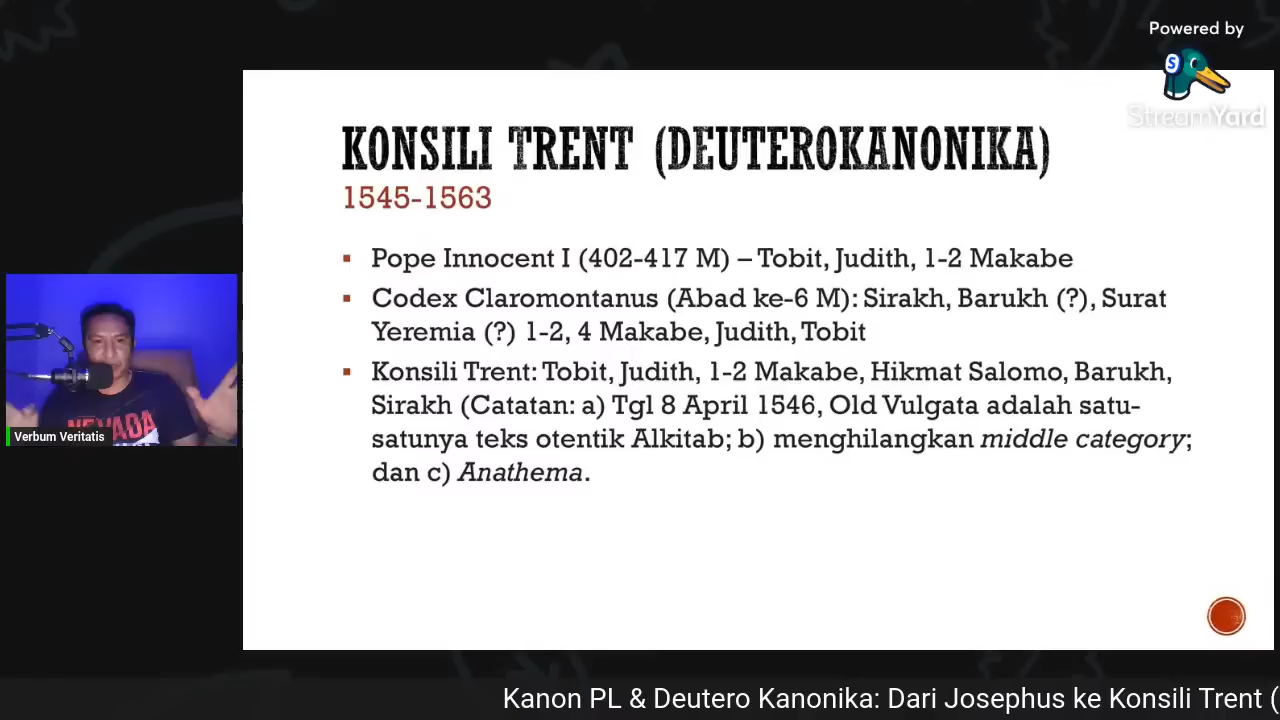 Powered by
StreamYard
KONSILI TRENT (DEUTEROKANONIKA)
1545-1563
▪ Pope Innocent I (402-417 M) – Tobit, Judith, 1-2 Makabe
▪ Codex Claromontanus (Abad ke-6 M): Sirakh, Barukh (?), Surat
Yeremia (?) 1-2, 4 Makabe, Judith, Tobit
▪ Konsili Trent: Tobit, Judith, 1-2 Makabe, Hikmat Salomo, Barukh,
Sirakh (Catatan: a) Tgl 8 April 1546, Old Vulgata adalah satu-
satunya teks otentik Alkitab; b) menghilangkan middle category;
dan c) Anathema.
NEVADA
Verbum Veritatis
Kanon PL & Deutero Kanonika: Dari Josephus ke Konsili Trent (